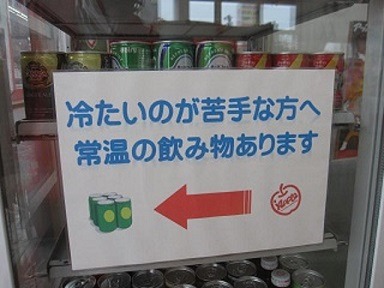 冷たいのが苦手な方へ
常温の飲み物あります